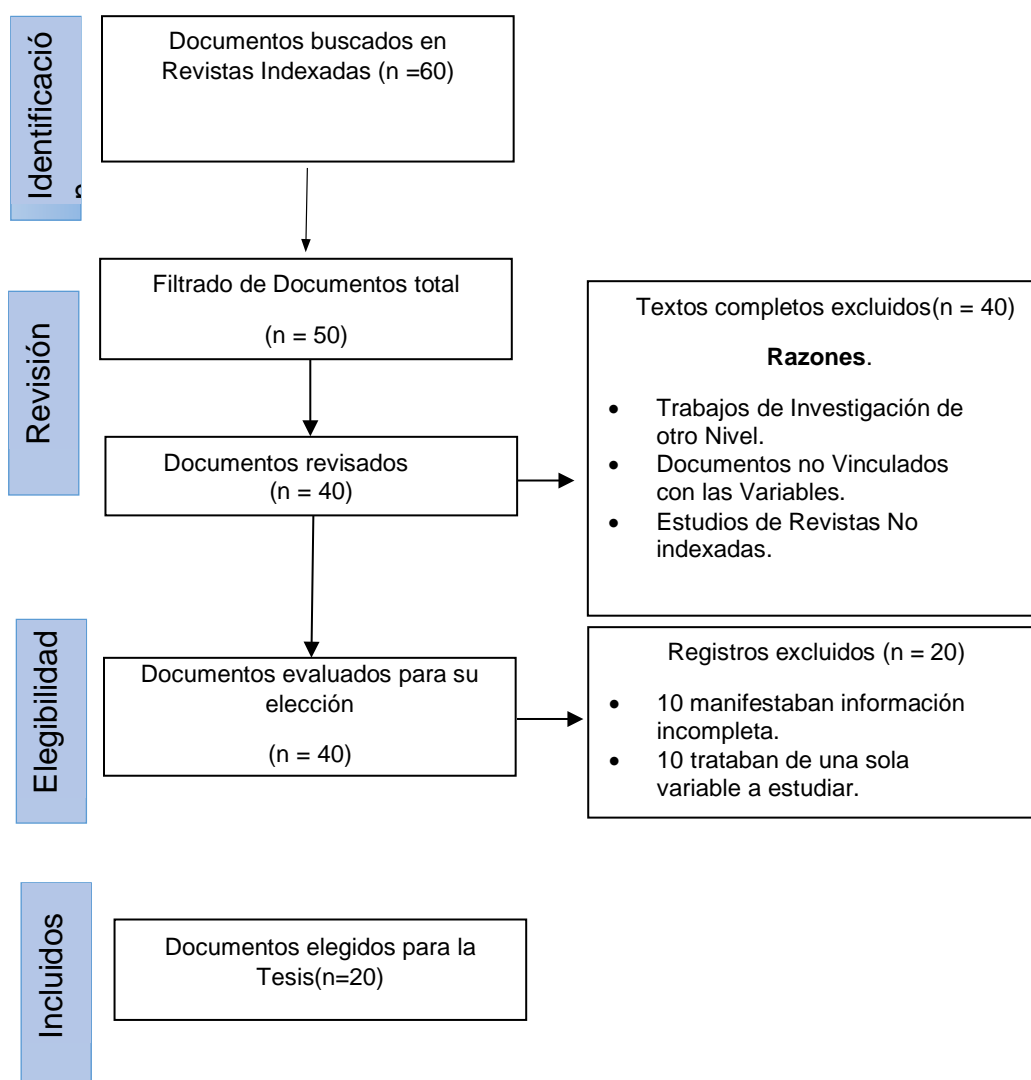 Identificació
n
Documentos buscados en
Revistas Indexadas (n =60)
Revisión
Filtrado de Documentos total
(n = 50)
Documentos revisados
(n = 40)
Textos completos excluidos(n = 40)
Razones.
• Trabajos de Investigación de
otro Nivel.
• Documentos no Vinculados
con las Variables.
• Estudios de Revistas No
indexadas.
Elegibilidad
Documentos evaluados para su
elección
(n = 40)
Registros excluidos (n = 20)
• 10 manifestaban información
incompleta.
• 10 trataban de una sola
variable a estudiar.
Incluidos
Documentos elegidos para la
Tesis(n=20)